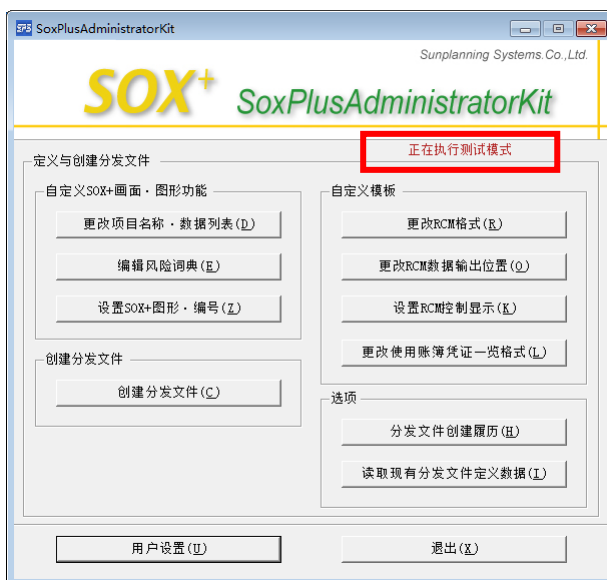 SPS SoxPlusAdministratorKit
Sunplanning Systems.Co.,Ltd.
SOX+ SoxPlusAdministratorKit
正在执行测试模式
定义与创建分发文件
自定义SOX+画面・图形功能
更改项目名称・数据列表(D)
编辑风险词典(E)
设置SOX+图形・编号(Z)
创建分发文件
创建分发文件(C)
自定义模板
更改RCM格式(R)
更改RCM数据输出位置(O)
设置RCM控制显示(K)
更改使用账簿凭证一览格式(L)
选项
分发文件创建履历(H)
读取现有分发文件定义数据(I)
用户设置(U)
退出(X)